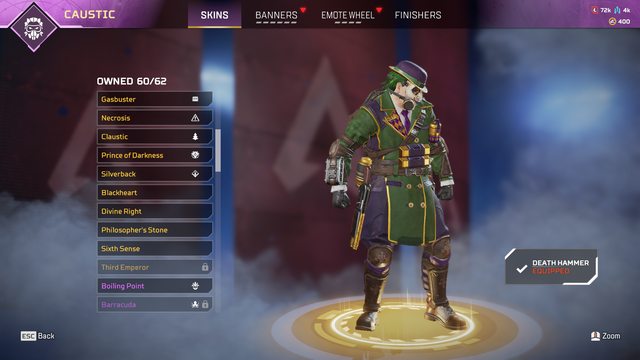 CAUSTIC
SKINS
BANNERS
EMOTE WHEEL
FINISHERS
72k 4k
400
OWNED 60/62
Gasbuster
Necrosis
Claustic
Prince of Darkness
Silverback
Blackheart
Divine Right
Philosopher's Stone
Sixth Sense
Third Emperor
Boiling Point
Barracuda
DEATH HAMMER
EQUIPPED
ESC Back
Zoom